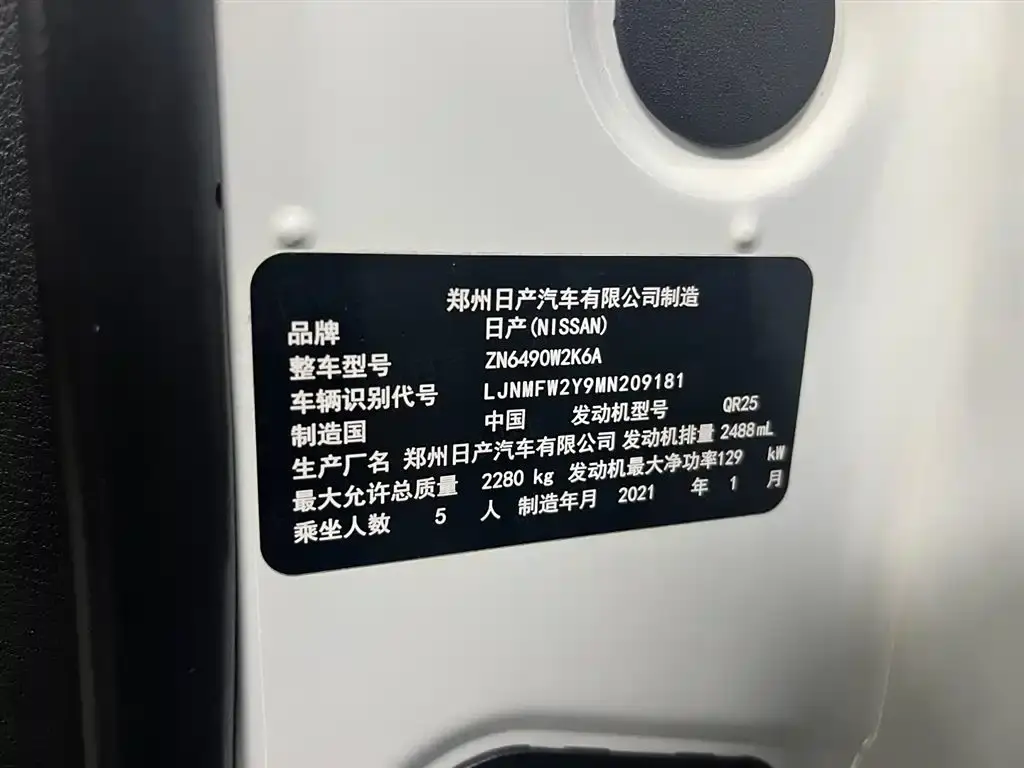 郑州日产汽车有限公司制造
品牌 日产(NISSAN)
整车型号 ZN6490W2K6A
车辆识别代号 LJNMFW2Y9MN209181
制造国 中国 发动机型号 QR25
生产厂名 郑州日产汽车有限公司 发动机排量 2488mL
最大允许总质量 2280 kg 发动机最大净功率129 kW
乘坐人数 5 人 制造年月 2021 年 1 月